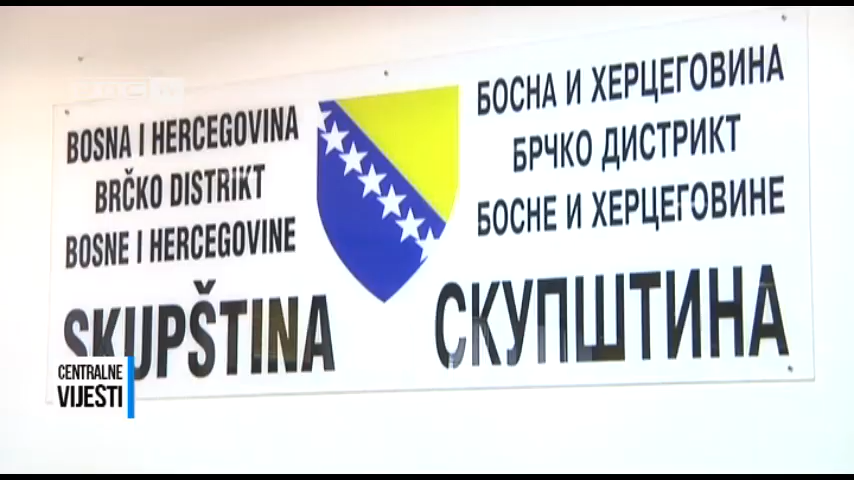 BOSNA I HERCEGOVINA
BRČKO DISTRIKT
BOSNE I HERCEGOVINE
SKUPŠTINA
БОСНА И ХЕРЦЕГОВИНА
БРЧКО ДИСТРИКТ
БОСНЕ И ХЕРЦЕГОВИНЕ
СКУПШТИНА
CENTRALNE
VIJESTI